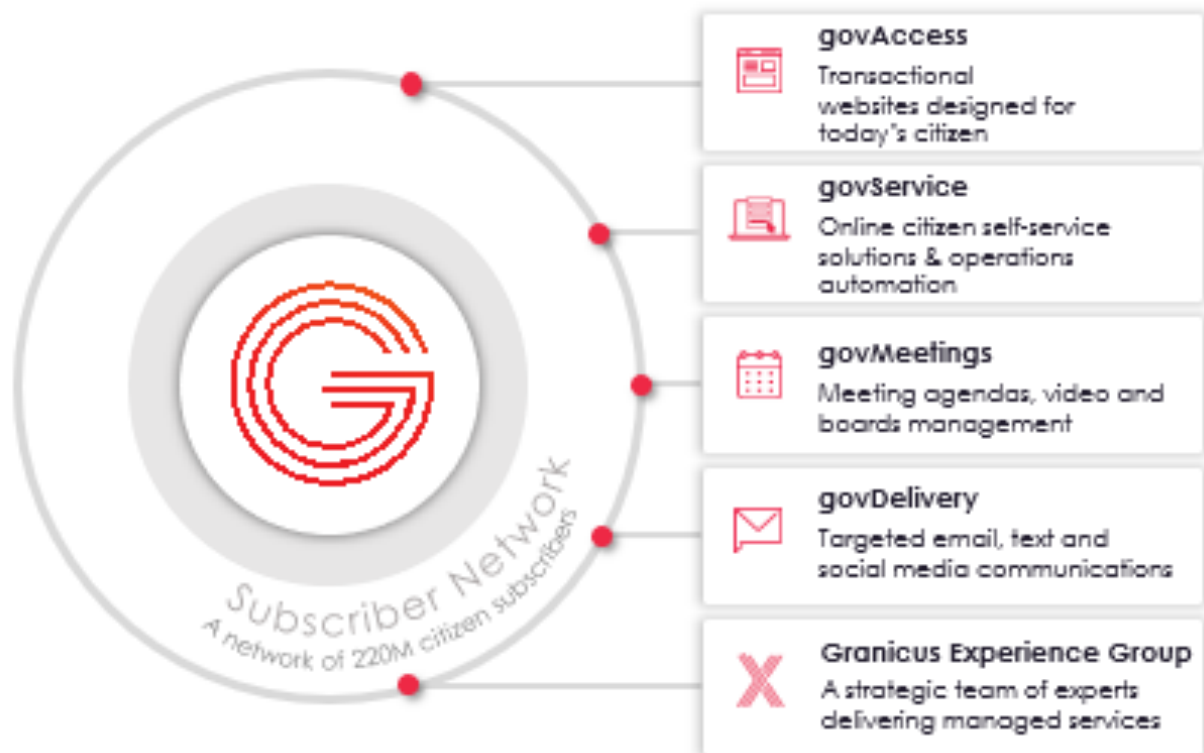 govAccess
Transactional
websites designed for
today's citizen
govService
Online citizen self-service
solutions & operations
automation
govMeetings
Meeting agendas, video and
boards management
govDelivery
Targeted email, text and
social media communications
Granicus Experience Group
A strategic team of experts
delivering managed services
Subscriber Network
A network of 220M citizen subscribers